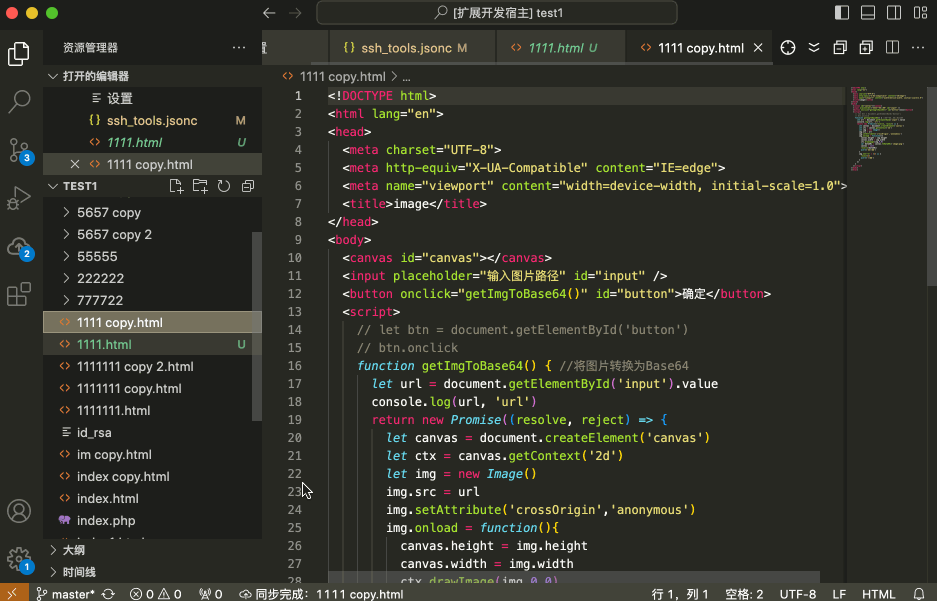 [扩展开发宿主] test1
资源管理器
置
ssh_tools.jsonc M
1111.html U
1111 copy.html
打开的编辑器
设置
ssh_tools.jsonc M
1111.html U
1111 copy.html
TEST1
5657 copy
5657 copy 2
55555
222222
777722
1111 copy.html
1111.html U
1111111 copy 2.html
1111111 copy.html
1111111.html
id_rsa
im copy.html
index copy.html
index.html
index.php
大纲
时间线
3
2
1
1111 copy.html > ...
1 <!DOCTYPE html>
2 <html lang="en">
3 <head>
4 <meta charset="UTF-8">
5 <meta http-equiv="X-UA-Compatible" content="IE=edge">
6 <meta name="viewport" content="width=device-width, initial-scale=1.0">
7 <title>image</title>
8 </head>
9 <body>
10 <canvas id="canvas"></canvas>
11 <input placeholder="输入图片路径" id="input" />
12 <button onclick="getImgToBase64()" id="button">确定</button>
13 <script>
14 // let btn = document.getElementById('button')
15 // btn.onclick
16 function getImgToBase64() { //将图片转换为Base64
17 let url = document.getElementById('input').value
18 console.log(url, 'url')
19 return new Promise((resolve, reject) => {
20 let canvas = document.createElement('canvas')
21 let ctx = canvas.getContext('2d')
22 let img = new Image()
23 img.src = url
24 img.setAttribute('crossOrigin','anonymous')
25 img.onload = function(){
26 canvas.height = img.height
27 canvas.width = img.width
28 ctx.drawImage(img,0,0)
master* 0 0 0 同步完成: 1111 copy.html 行 1，列 1 空格: 2 UTF-8 LF HTML